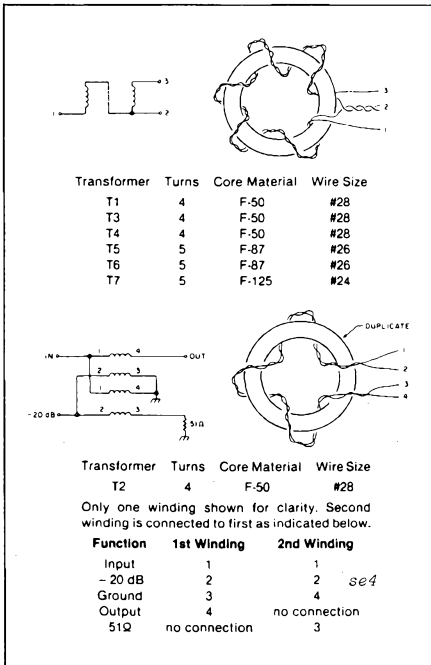 3
1 2
3
2
1
Transformer Turns Core Material Wire Size
T1 4 F-50 #28
T3 4 F-50 #28
T4 4 F-50 #28
T5 5 F-87 #26
T6 5 F-87 #26
T7 5 F-125 #24
DUPLICATE
IN 1 4 OUT
2 3
1 4
-20 dB 2 3
51Ω
1
2
3
4
Transformer Turns Core Material Wire Size
T2 4 F-50 #28
Only one winding shown for clarity. Second
winding is connected to first as indicated below.
Function 1st Winding 2nd Winding
Input 1 1
- 20 dB 2 2 se4
Ground 3 4
Output 4 no connection
51Ω no connection 3